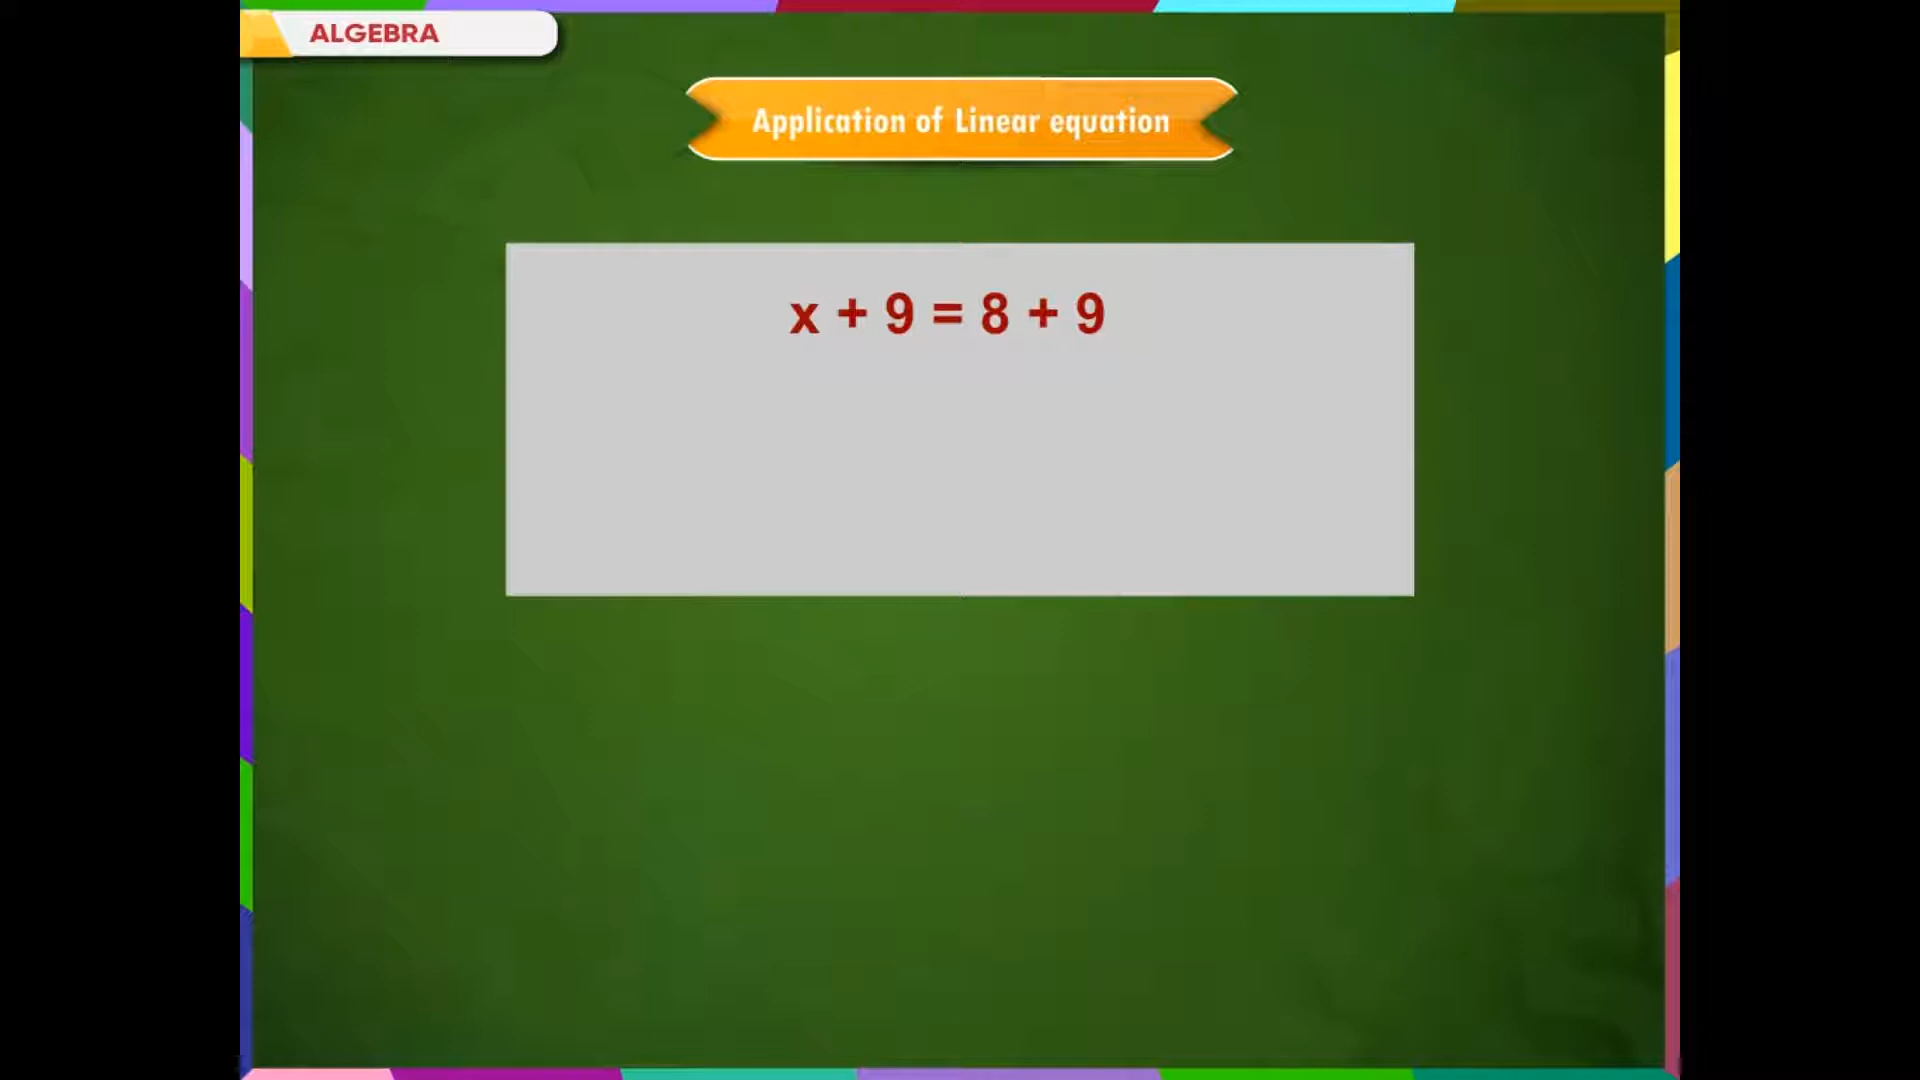 ALGEBRA
Application of Linear equation
x + 9 = 8 + 9